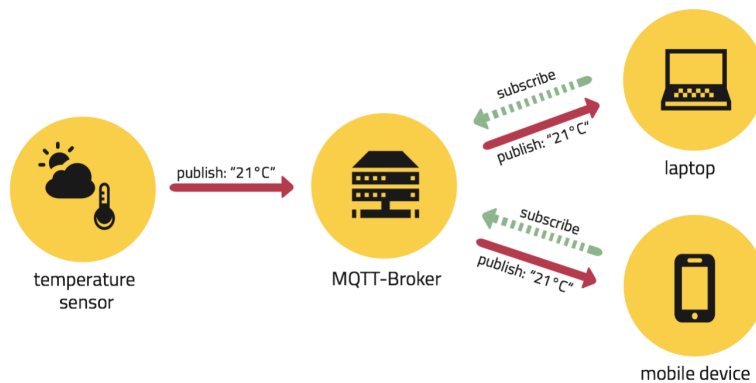 publish: “21°C“
temperature
sensor
MQTT-Broker
subscribe
publish: “21°C“
laptop
subscribe
publish: “21°C“
mobile device